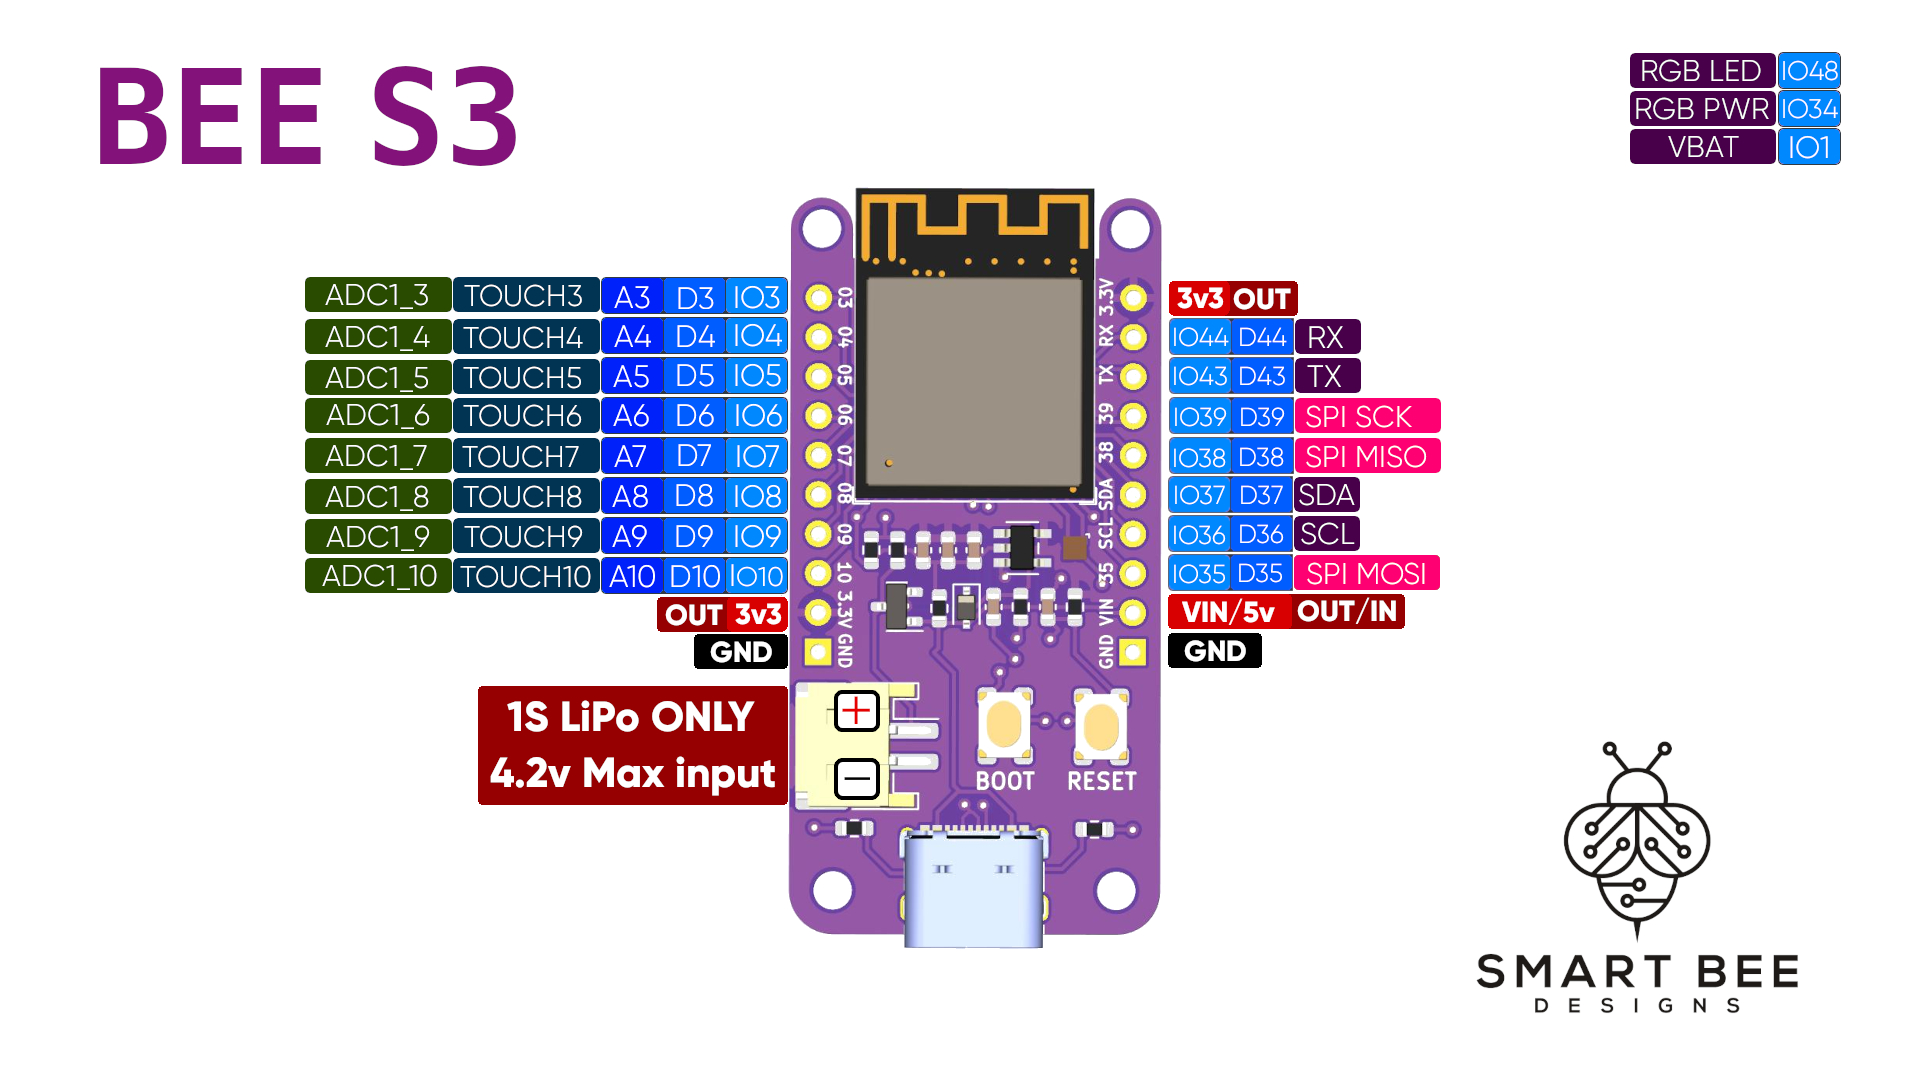 BEE S3
RGB LED IO48
RGB PWR IO34
VBAT IO1
ADC1_3 TOUCH3 A3 D3 IO3
ADC1_4 TOUCH4 A4 D4 IO4
ADC1_5 TOUCH5 A5 D5 IO5
ADC1_6 TOUCH6 A6 D6 IO6
ADC1_7 TOUCH7 A7 D7 IO7
ADC1_8 TOUCH8 A8 D8 IO8
ADC1_9 TOUCH9 A9 D9 IO9
ADC1_10 TOUCH10 A10 D10 IO10
OUT 3v3
GND
1S LiPo ONLY
4.2v Max input
03
04
05
06
07
08
09
10
3.3V
GND
+
−
3.3V
RX
TX
39
38
SDA
SCL
35
VIN
GND
BOOT
RESET
3v3 OUT
IO44 D44 RX
IO43 D43 TX
IO39 D39 SPI SCK
IO38 D38 SPI MISO
IO37 D37 SDA
IO36 D36 SCL
IO35 D35 SPI MOSI
VIN/5v OUT/IN
GND
SMART BEE
DESIGNS